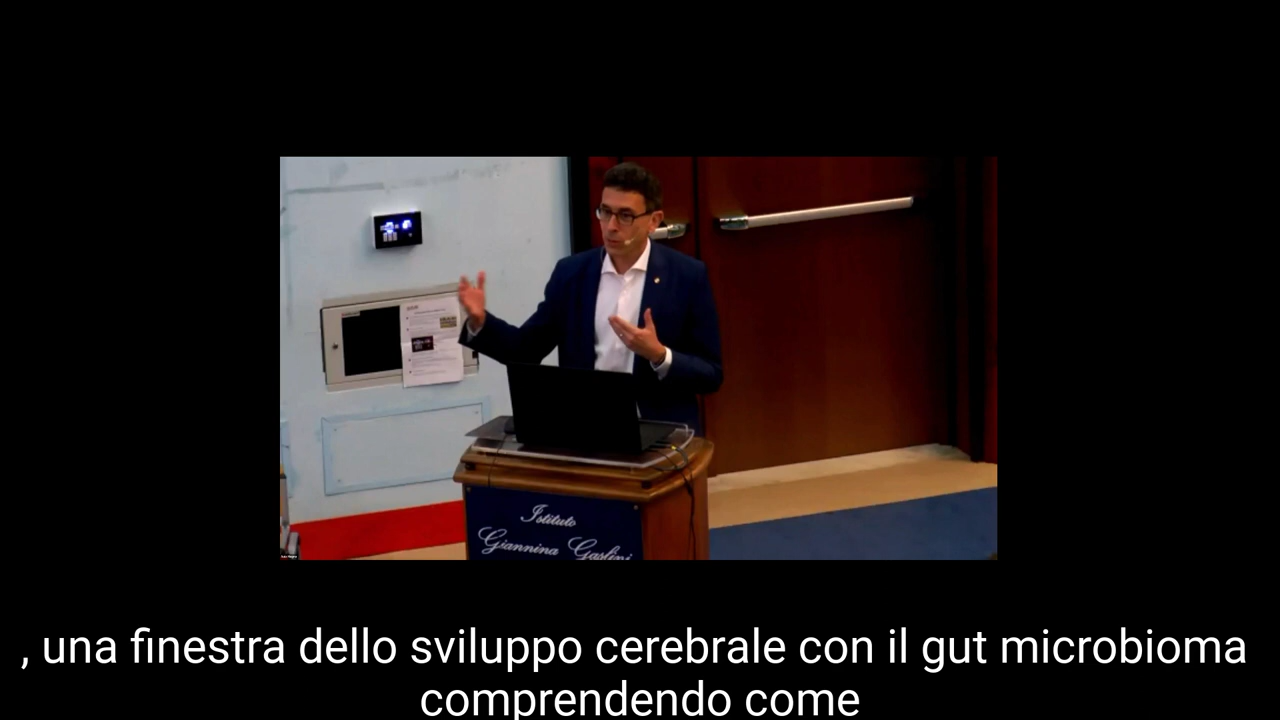 Istituto
Giannina Gaslini
, una finestra dello sviluppo cerebrale con il gut microbioma
comprendendo come